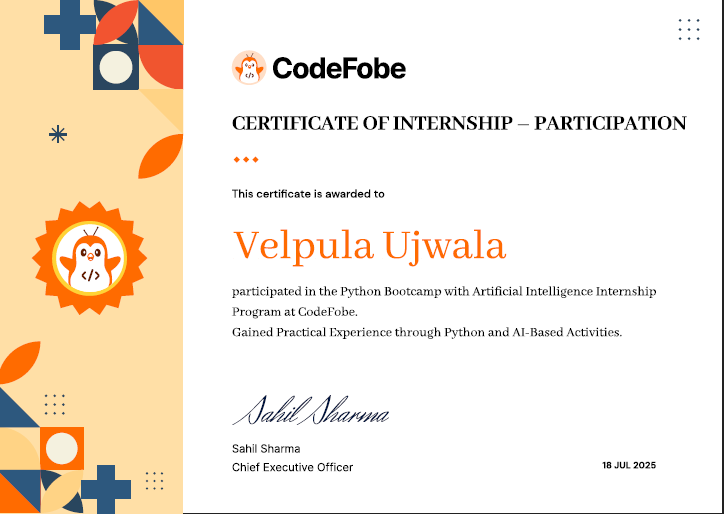 CodeFobe
CERTIFICATE OF INTERNSHIP – PARTICIPATION
This certificate is awarded to
Velpula Ujwala
participated in the Python Bootcamp with Artificial Intelligence Internship
Program at CodeFobe.
Gained Practical Experience through Python and AI-Based Activities.
Sahil Sharma
Sahil Sharma
Chief Executive Officer
18 JUL 2025